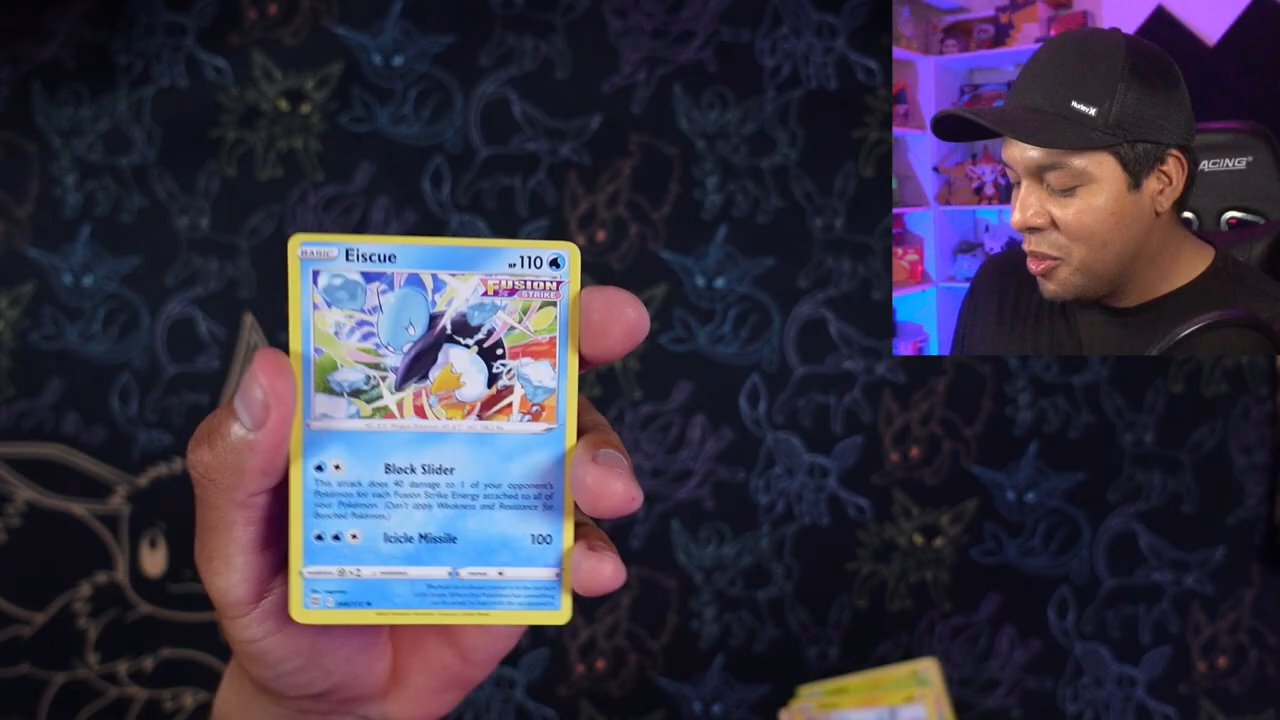 BASIC Eiscue HP 110
FUSION
STRIKE
Block Slider
This attack does 40 damage to 1 of your opponent's
Pokémon for each Fusion Strike Energy attached to all of
your Pokémon. (Don't apply Weakness and Resistance for
Benched Pokémon.)
Icicle Missile 100
Hurley
ACING®